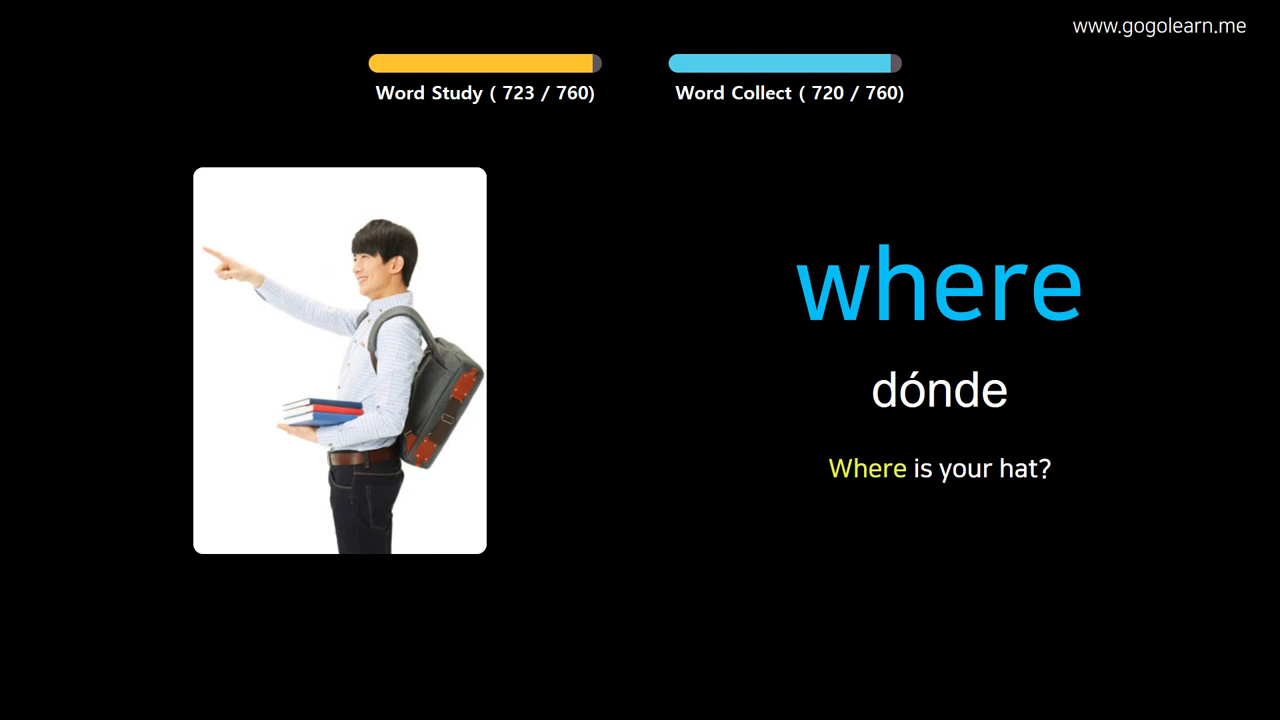 www.gogolearn.me
Word Study ( 723 / 760)
Word Collect ( 720 / 760)
where
dónde
Where is your hat?